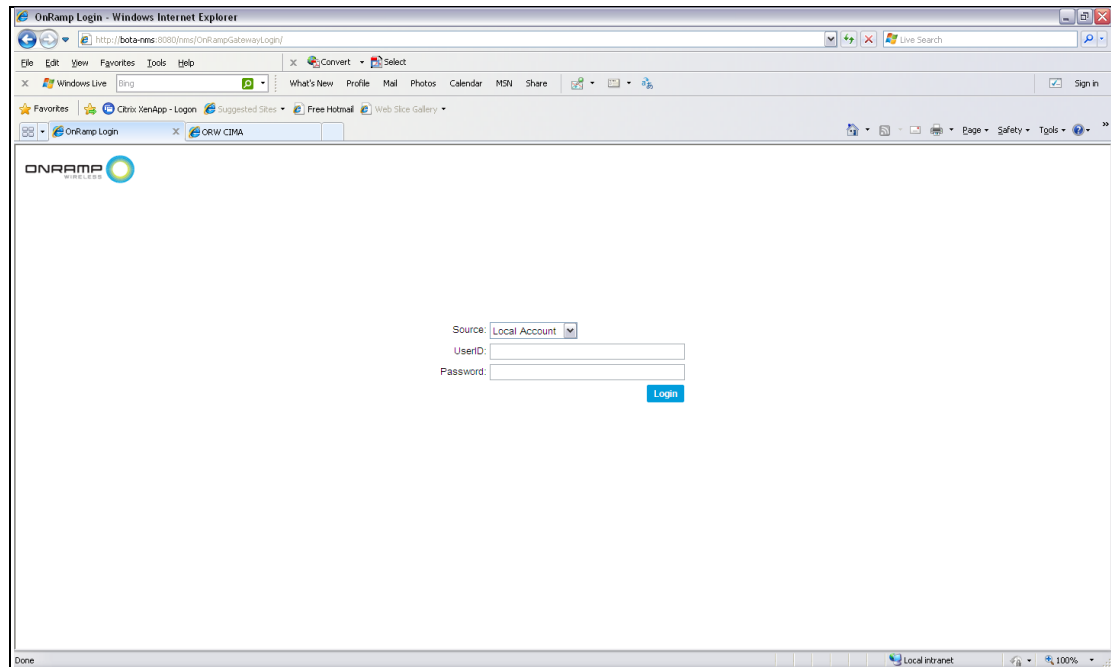 OnRamp Login - Windows Internet Explorer
http://bota-nms:8080/nms/OnRampGatewayLogin/
Live Search
File Edit View Favorites Tools Help
x Convert Select
x Windows Live Bing What's New Profile Mail Photos Calendar MSN Share Sign in
Favorites Citrix XenApp - Logon Suggested Sites Free Hotmail Web Slice Gallery
OnRamp Login X ORW CIMA Page Safety Tools »
ONRAMP
WIRELESS
Source: Local Account
UserID:
Password:
Login
Done Local intranet 100%